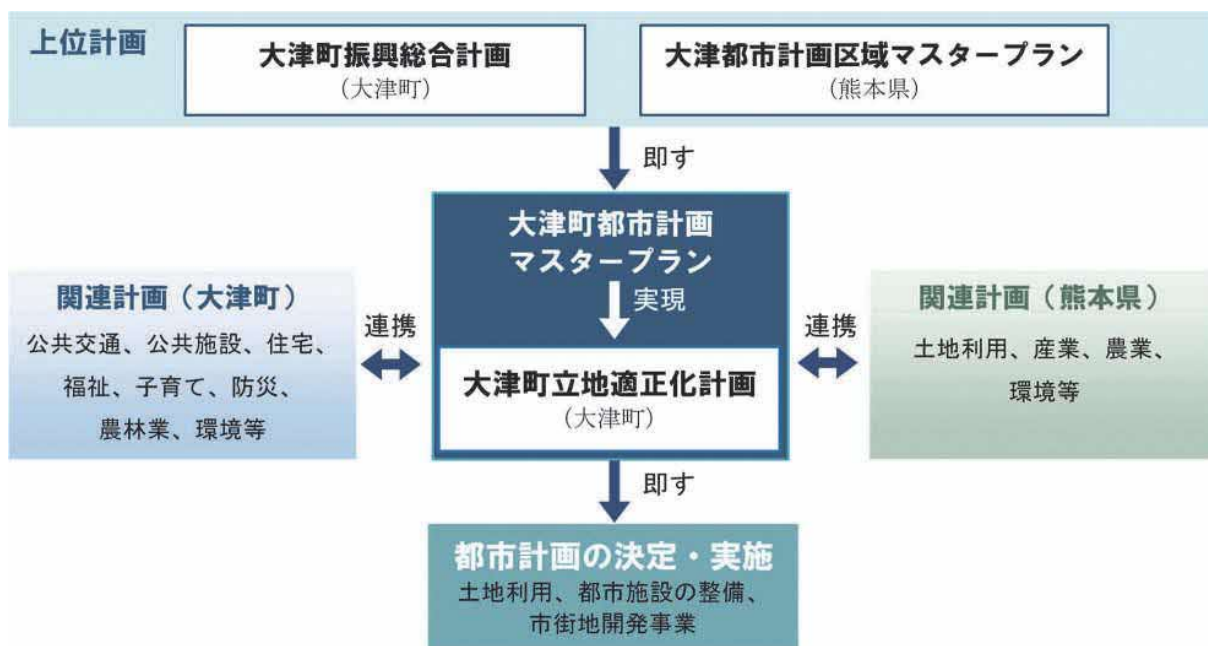 上位計画
大津町振興総合計画
（大津町）
大津都市計画区域マスタープラン
（熊本県）
即す
大津町都市計画
マスタープラン
実現
大津町立地適正化計画
（大津町）
関連計画（大津町）
公共交通、公共施設、住宅、
福祉、子育て、防災、
農林業、環境等
連携
連携
関連計画（熊本県）
土地利用、産業、農業、
環境等
即す
都市計画の決定・実施
土地利用、都市施設の整備、
市街地開発事業